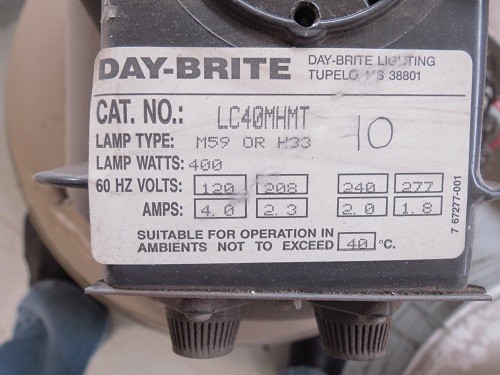 DAY-BRITE
DAY-BRITE LIGHTING
TUPELO, MS 38801
CAT. NO.: LC40MHMT
10
LAMP TYPE: M59 OR H33
LAMP WATTS: 400
60 HZ VOLTS: 120 208 240 277
AMPS: 4.0 2.3 2.0 1.8
SUITABLE FOR OPERATION IN
AMBIENTS NOT TO EXCEED 40 °C.
7 67277-001